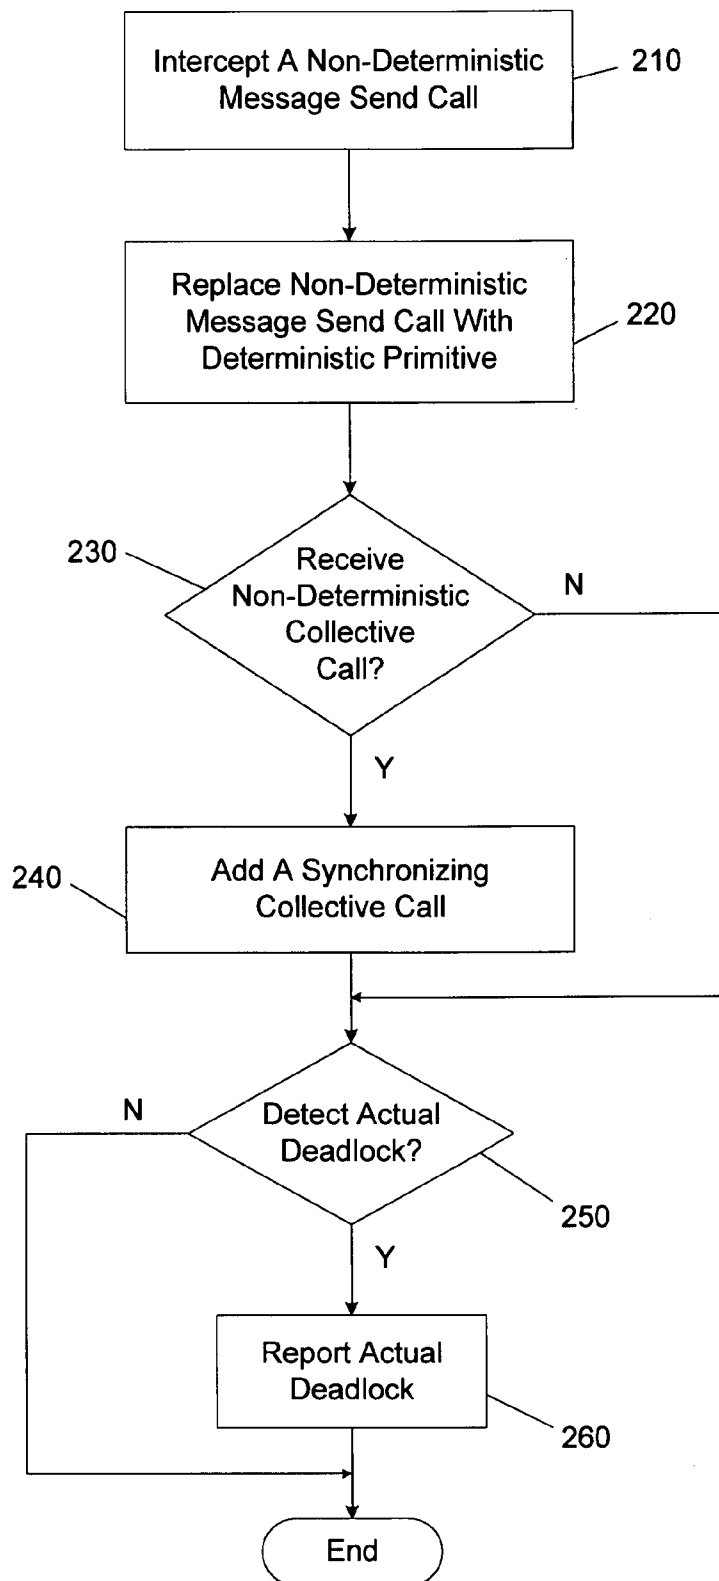 Intercept A Non-Deterministic
Message Send Call
210
Replace Non-Deterministic
Message Send Call With
Deterministic Primitive
220
230
Receive
Non-Deterministic
Collective
Call?
N
Y
240
Add A Synchronizing
Collective Call
N
Detect Actual
Deadlock?
250
Y
Report Actual
Deadlock
260
End